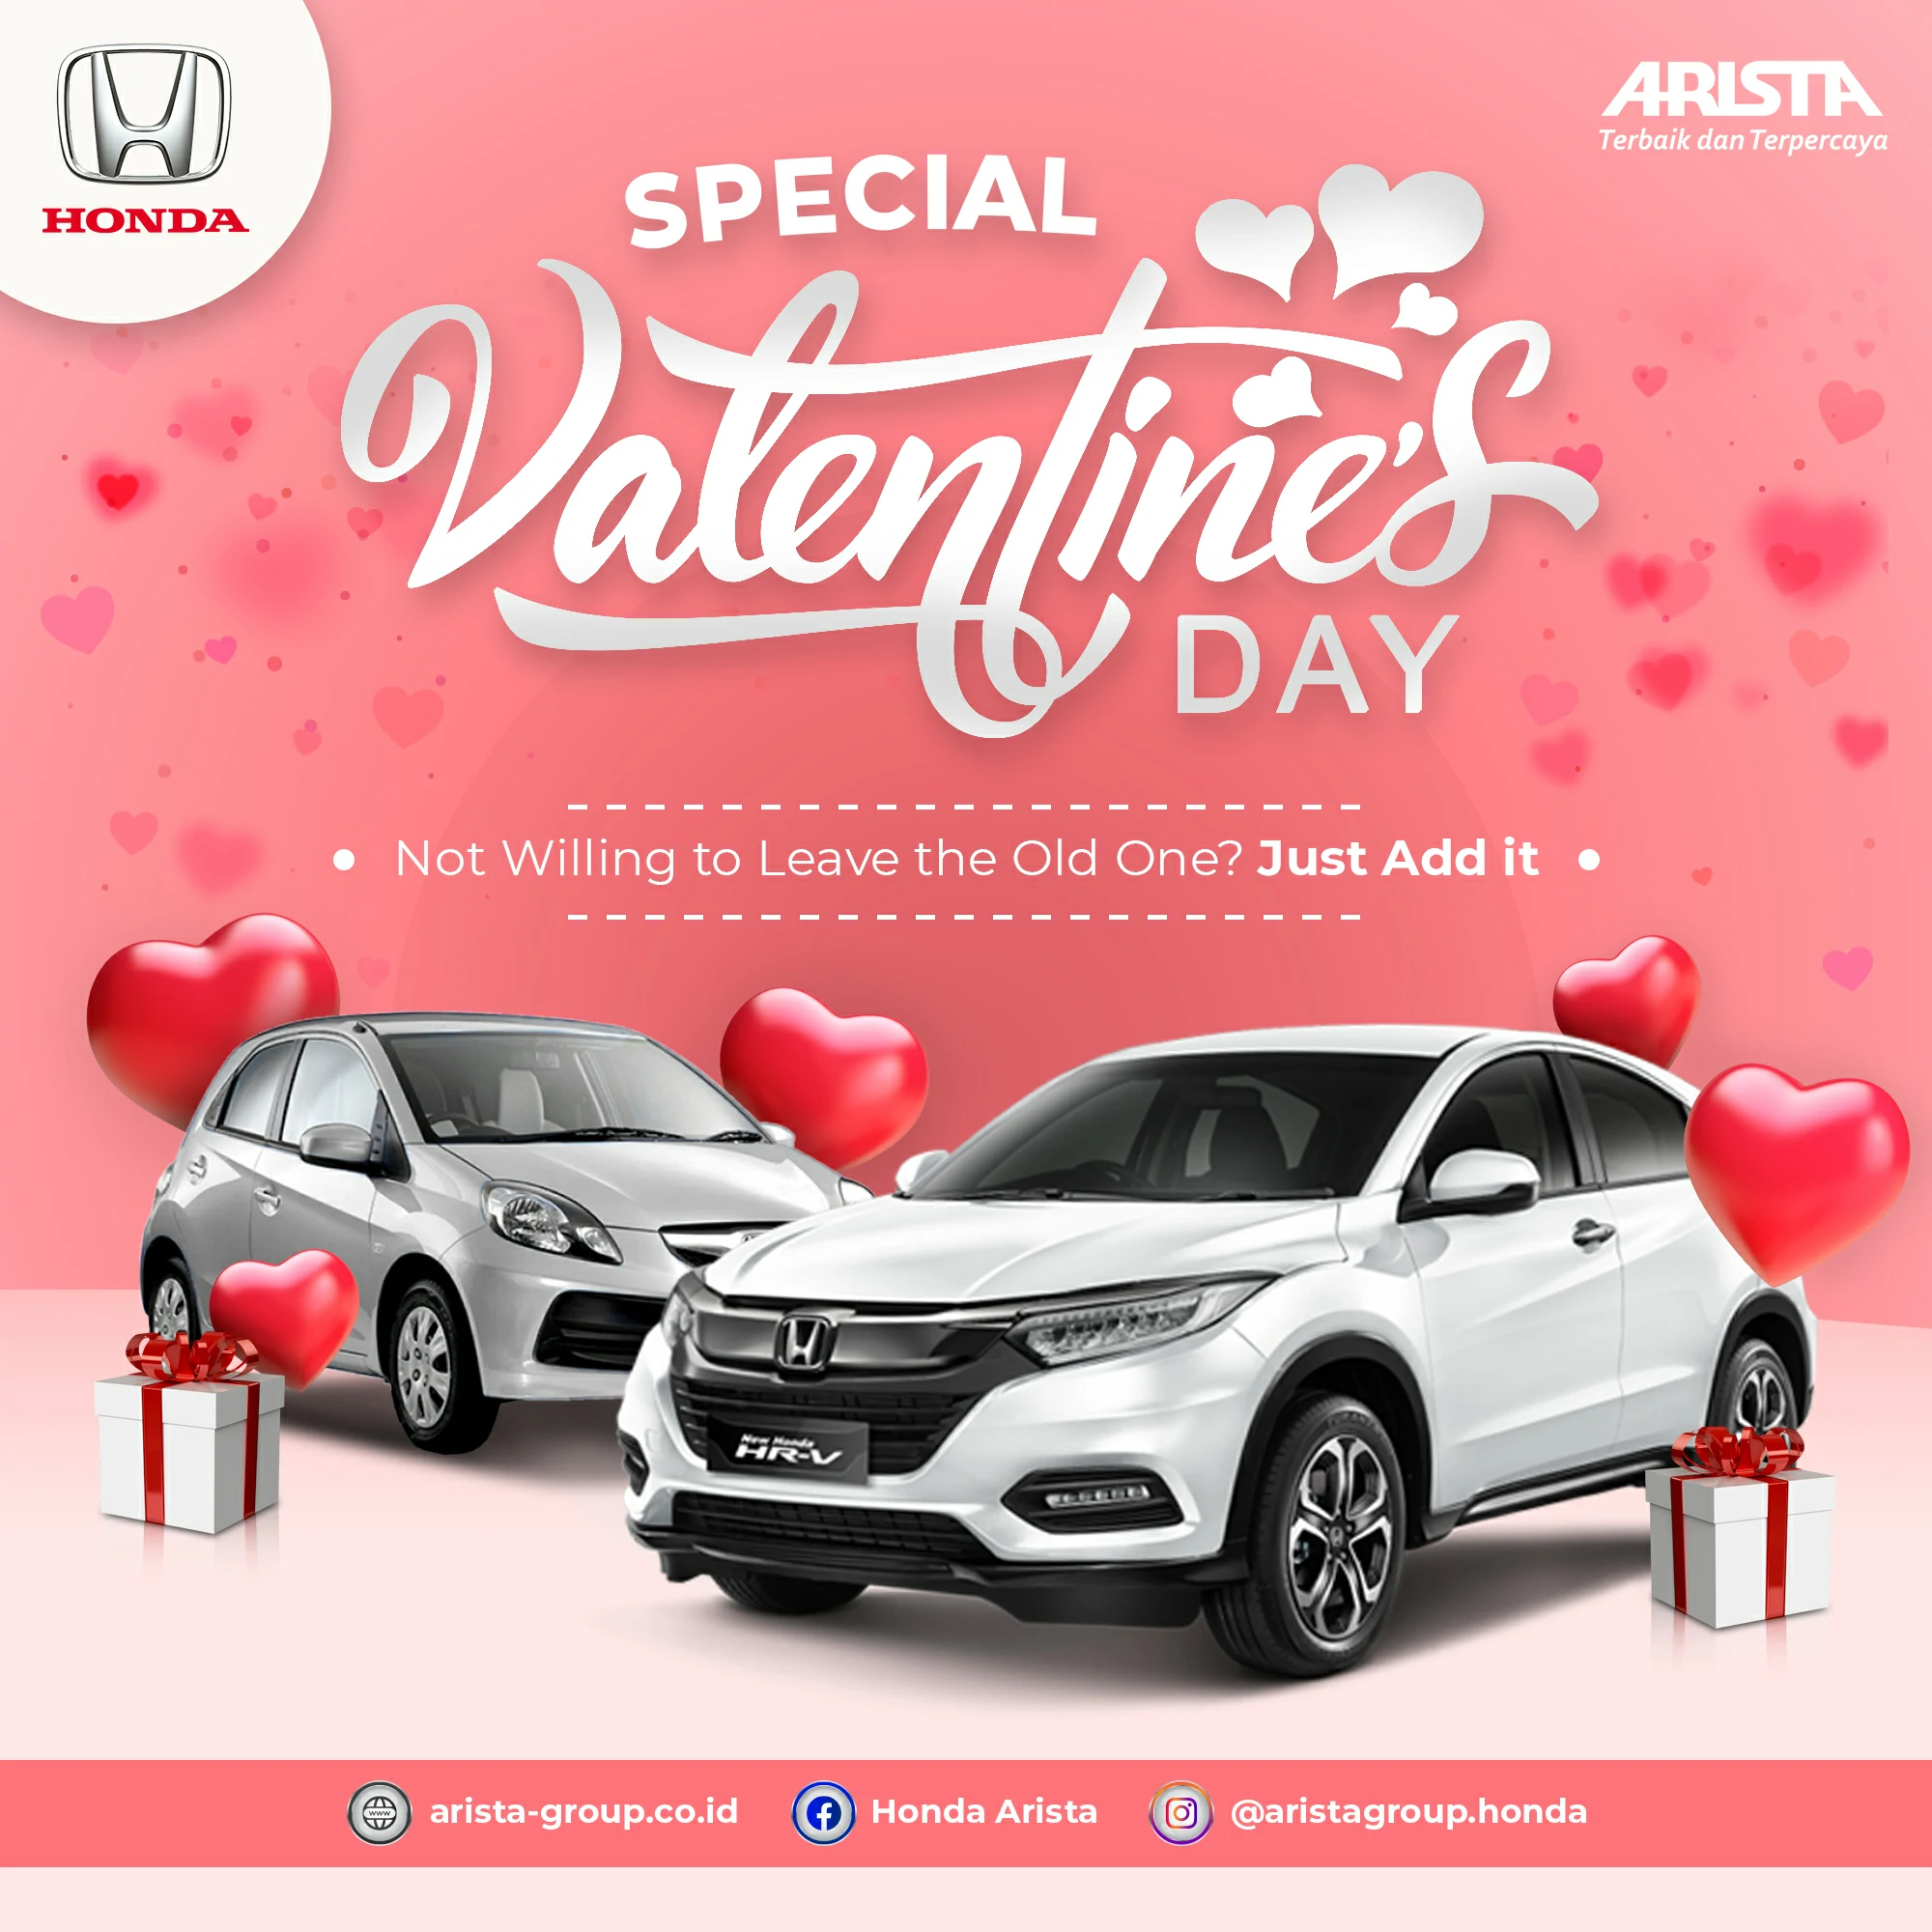 HONDA
ARISTA
Terbaik dan Terpercaya
SPECIAL
Valentine's
DAY
• Not Willing to Leave the Old One? Just Add it •
New Honda
HR-V
www
arista-group.co.id
Honda Arista
@aristagroup.honda